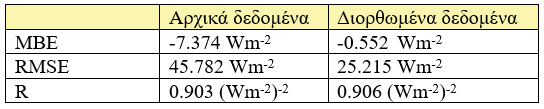 Αρχικά δεδομένα Διορθωμένα δεδομένα
MBE -7.374 Wm⁻² -0.552 Wm⁻²
RMSE 45.782 Wm⁻² 25.215 Wm⁻²
R 0.903 (Wm⁻²)⁻² 0.906 (Wm⁻²)⁻²